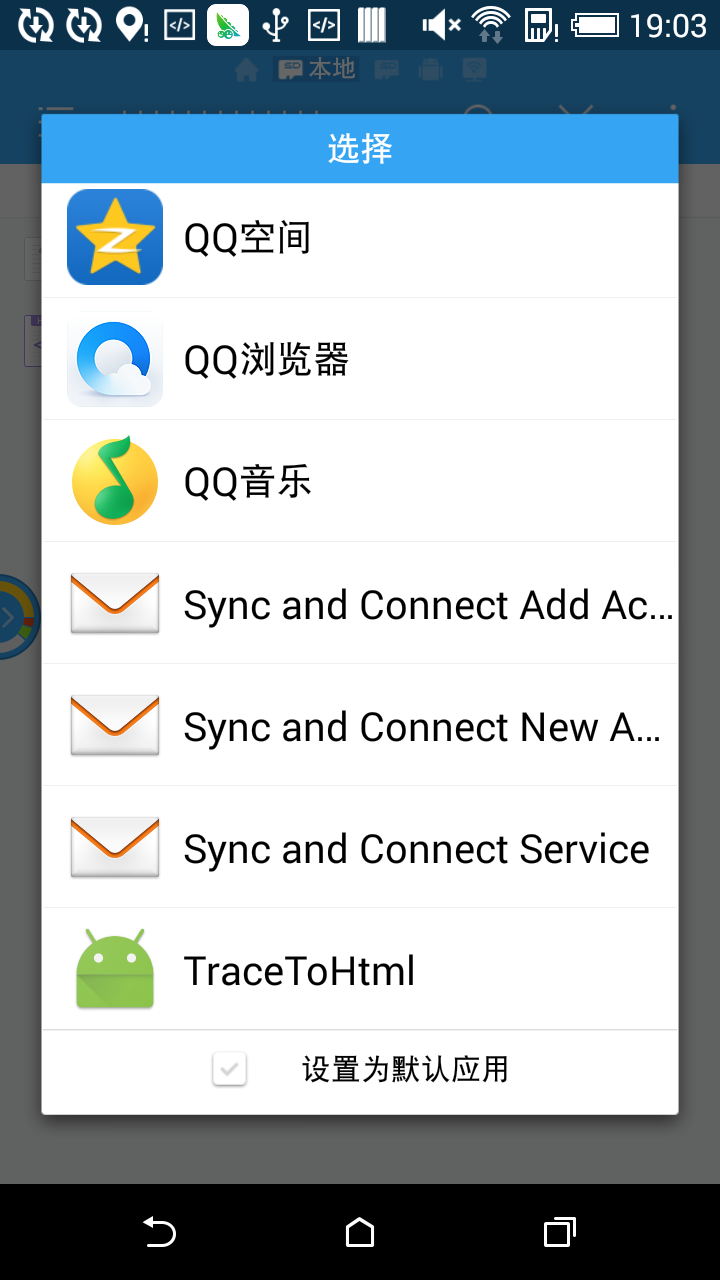 19:03
本地
选择
QQ空间
QQ浏览器
QQ音乐
Sync and Connect Add Ac...
Sync and Connect New A...
Sync and Connect Service
TraceToHtml
设置为默认应用